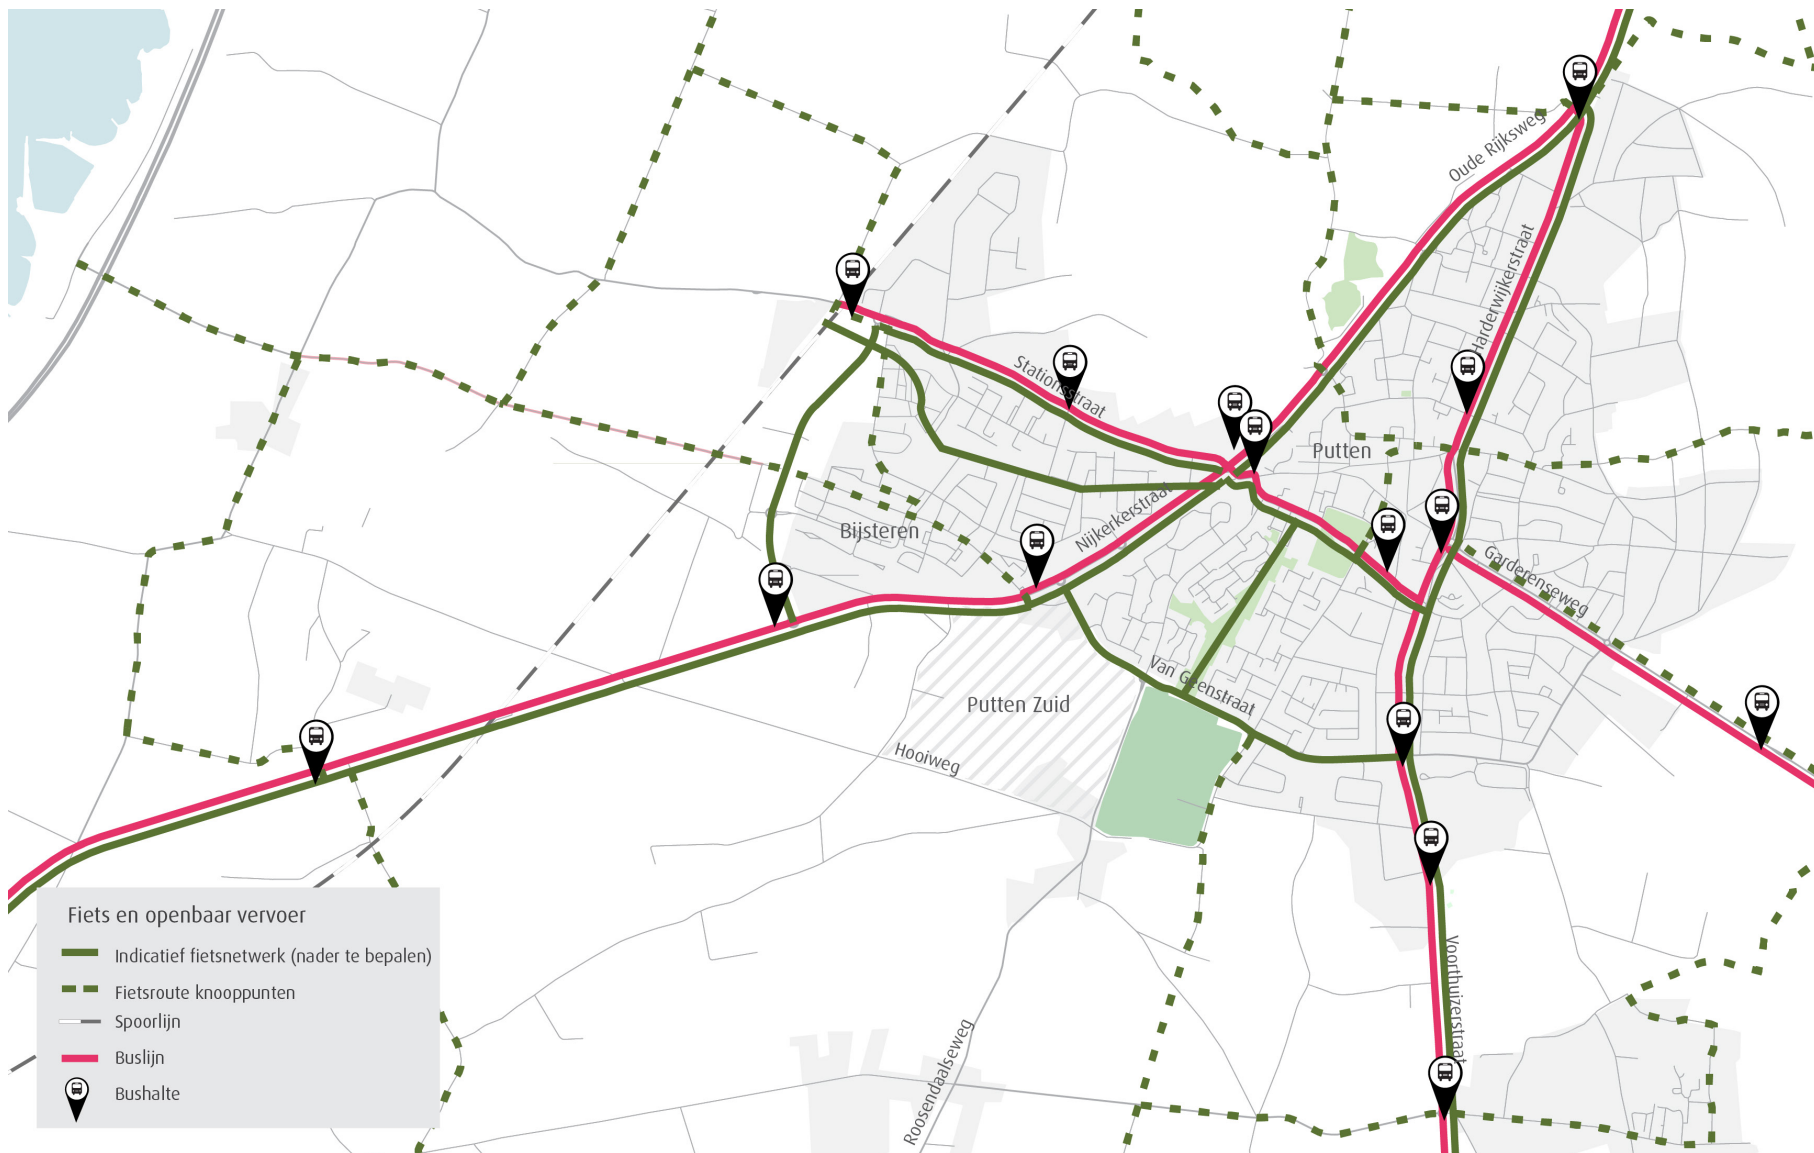 Oude Rijksweg
Harderwijkerstraat
Stationsstraat
Putten
Nijkerkerstraat
Bijsteren
Garderenseweg
Van Geenstraat
Putten Zuid
Hooiweg
Voorthuizerstraat
Roosendaalseweg
Fiets en openbaar vervoer
Indicatief fietsnetwerk (nader te bepalen)
Fietsroute knooppunten
Spoorlijn
Buslijn
Bushalte